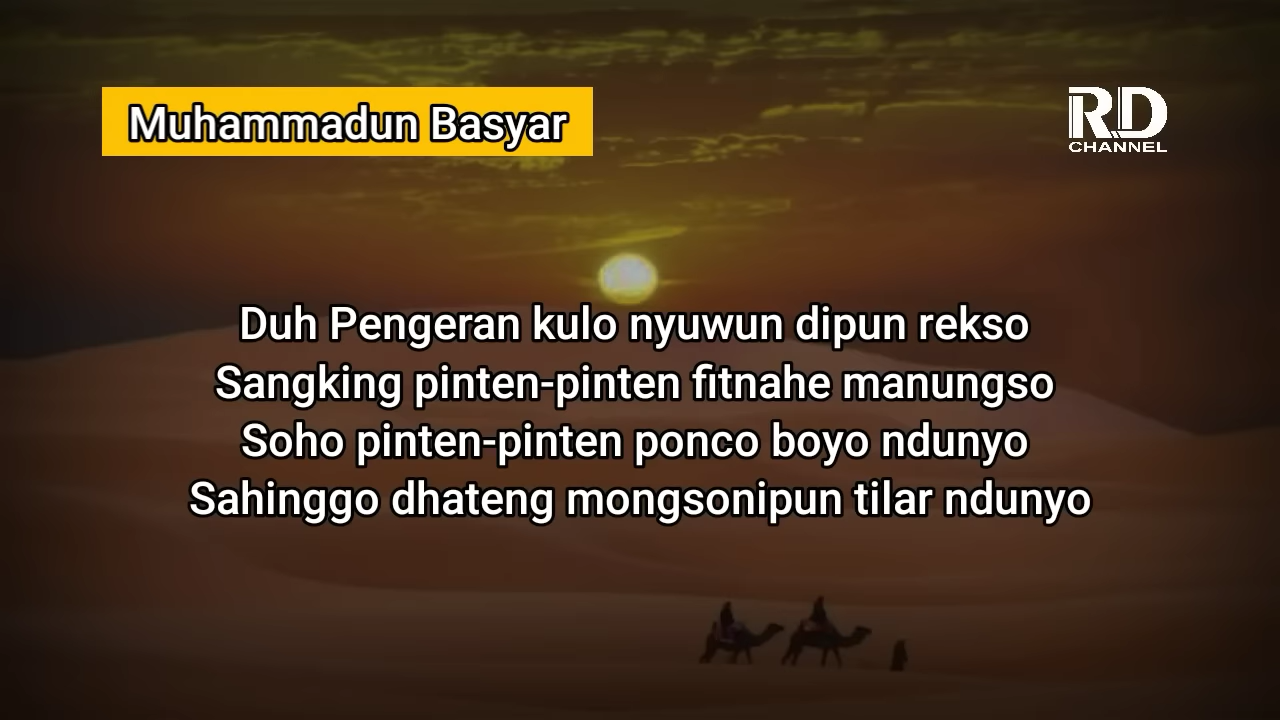 Muhammadun Basyar
RD
CHANNEL
Duh Pengeran kulo nyuwun dipun rekso
Sangking pinten-pinten fitnahe manungso
Soho pinten-pinten ponco boyo ndunyo
Sahinggo dhateng mongsonipun tilar ndunyo